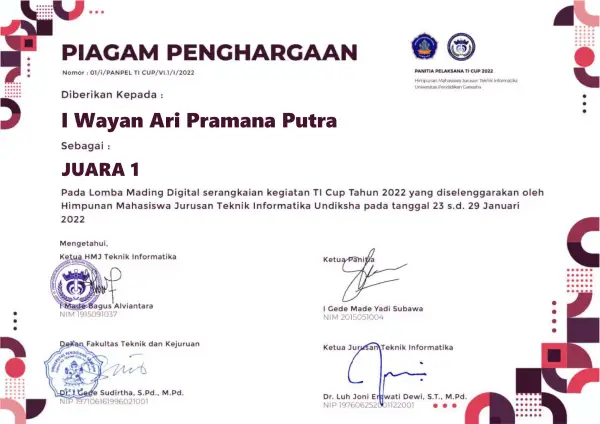 PIAGAM PENGHARGAAN
Nomor : 01/i/PANPEL TI CUP/VI.1/I/2022
PANITIA PELAKSANA TI CUP 2022
Himpunan Mahasiswa Jurusan Teknik Informatika
Universitas Pendidikan Ganesha
Diberikan Kepada :
I Wayan Ari Pramana Putra
Sebagai :
JUARA 1
Pada Lomba Mading Digital serangkaian kegiatan TI Cup Tahun 2022 yang diselenggarakan oleh
Himpunan Mahasiswa Jurusan Teknik Informatika Undiksha pada tanggal 23 s.d. 29 Januari
2022
Mengetahui,
Ketua HMJ Teknik Informatika
I Made Bagus Alviantara
NIM 1915091037
Ketua Panitia
I Gede Made Yadi Subawa
NIM 2015051004
Dekan Fakultas Teknik dan Kejuruan
Dr. I Gede Sudirtha, S.Pd., M.Pd.
NIP 197106161996021001
Ketua Jurusan Teknik Informatika
Dr. Luh Joni Erawati Dewi, S.T., M.Pd.
NIP 197606252001122001